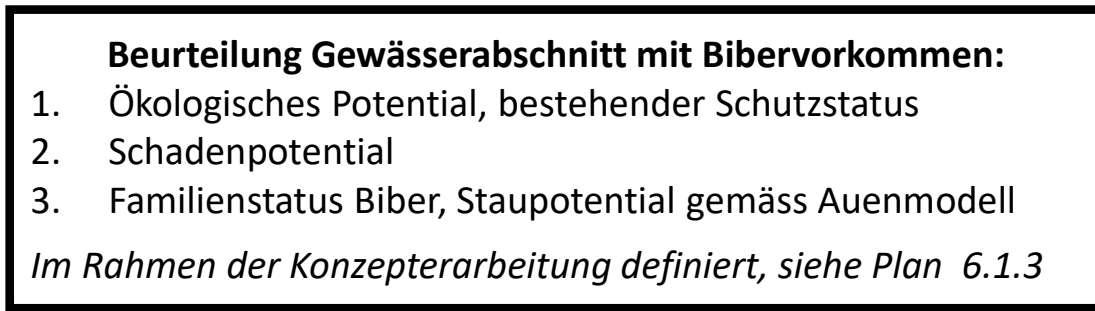 Beurteilung Gewässerabschnitt mit Bibervorkommen:
1. Ökologisches Potential, bestehender Schutzstatus
2. Schadenpotential
3. Familienstatus Biber, Staupotential gemäss Auenmodell
Im Rahmen der Konzepterarbeitung definiert, siehe Plan 6.1.3